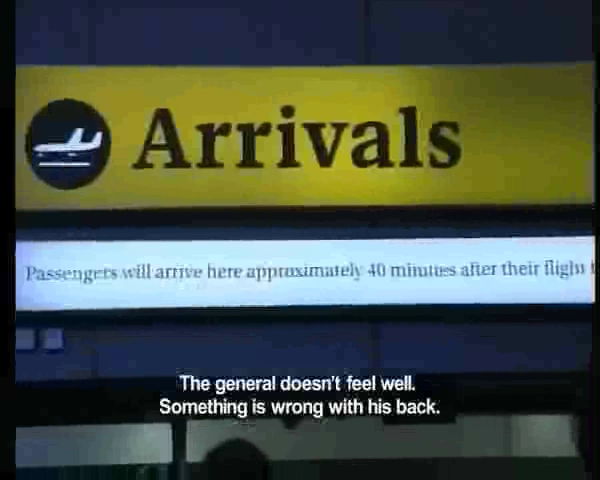 Arrivals
Passengers will arrive here approximately 40 minutes after their flight
The general doesn't feel well.
Something is wrong with his back.